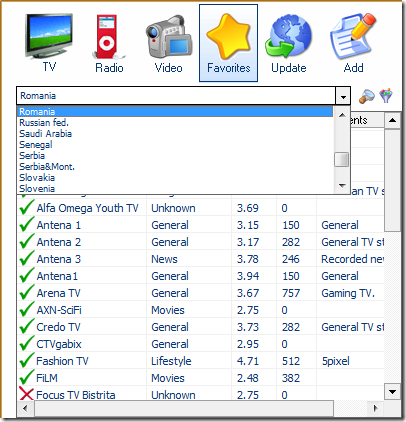 TV Radio Video Favorites Update Add
Romania
Romania
Russian fed.
Saudi Arabia
Senegal
Serbia
Serbia&Mont.
Slovakia
Slovenia
ents
TV st
Alfa Omega Youth TV Unknown 3.69 0
Antena 1 General 3.15 150 General
Antena 2 General 3.17 282 General TV st
Antena 3 News 3.78 246 Recorded nev
Antena1 General 3.94 150 General
Arena TV General 3.67 757 Gaming TV.
AXN-SciFi Movies 2.75 0
Credo TV General 3.73 282 General TV st
CTVgabix General 2.95 0
Fashion TV Lifestyle 4.71 512 5pixel
FiLM Movies 2.48 382
Focus TV Bistrita Unknown 2.75 0